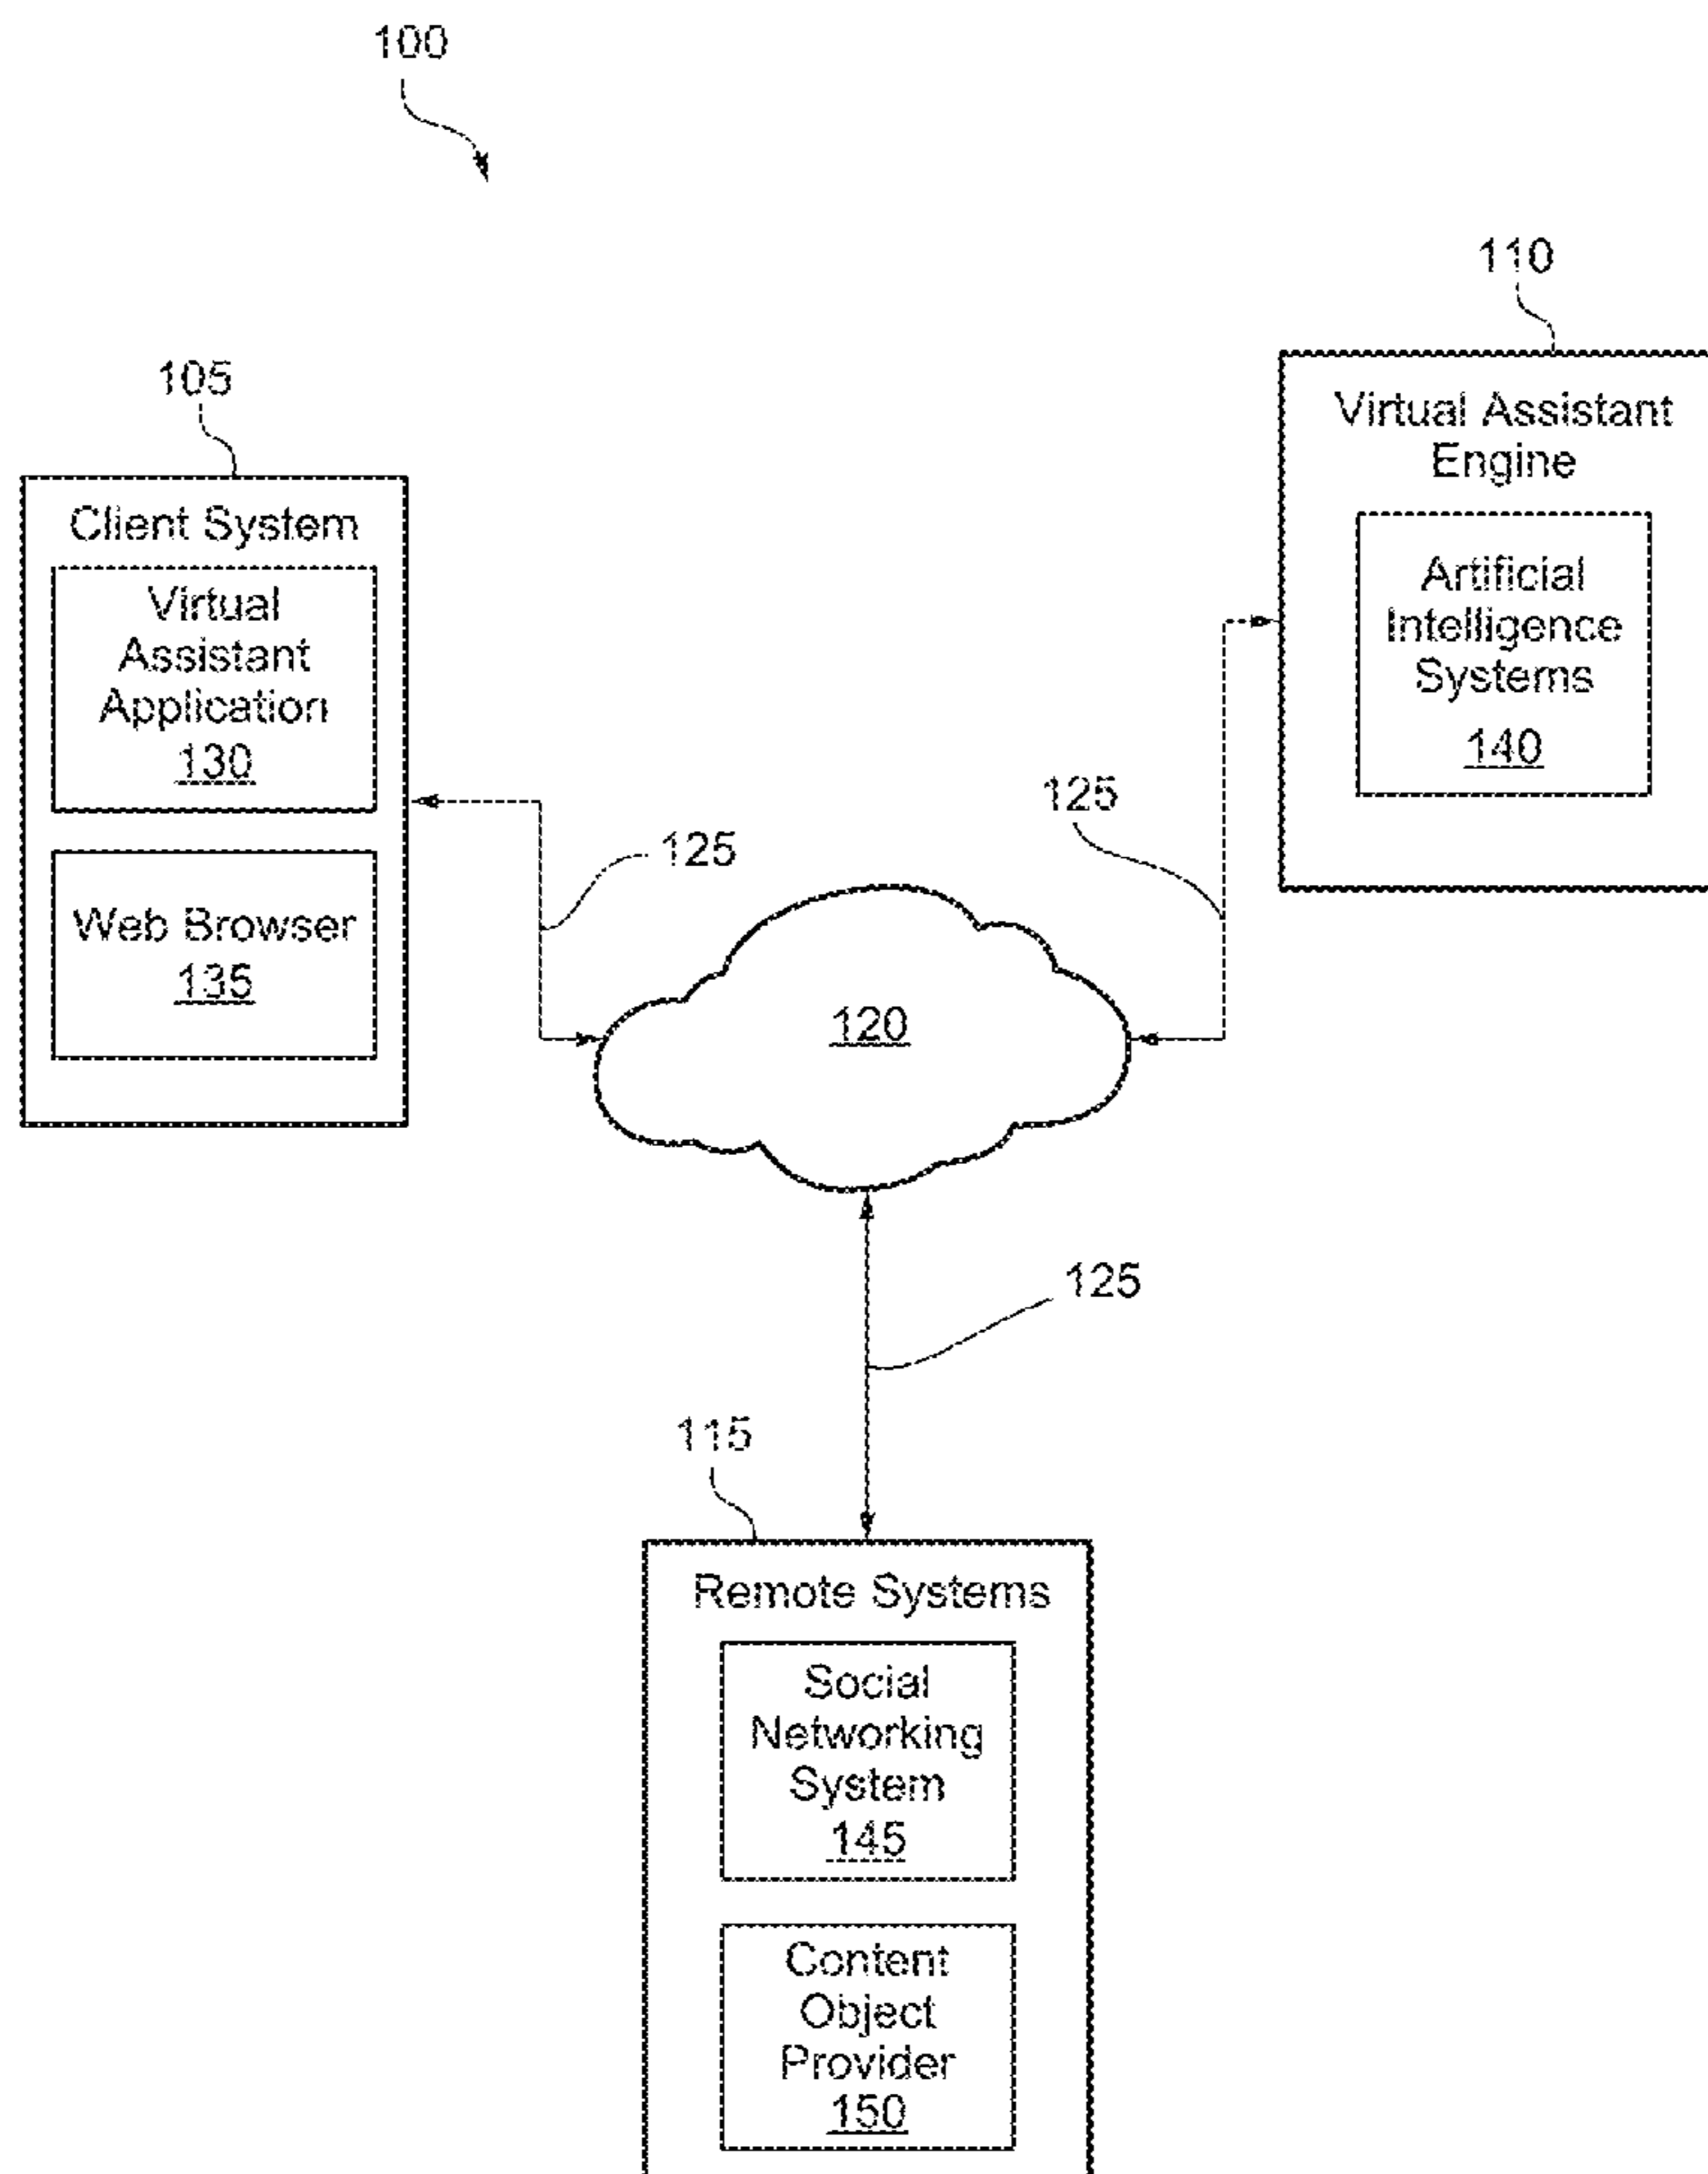 100
110
105
Virtual Assistant
Engine
Client System
Artificial
Intelligence
Systems
140
Virtual
Assistant
Application
130
125
125
Web Browser
135
120
125
115
Remote Systems
Social
Networking
System
145
Content
Object
Provider
150